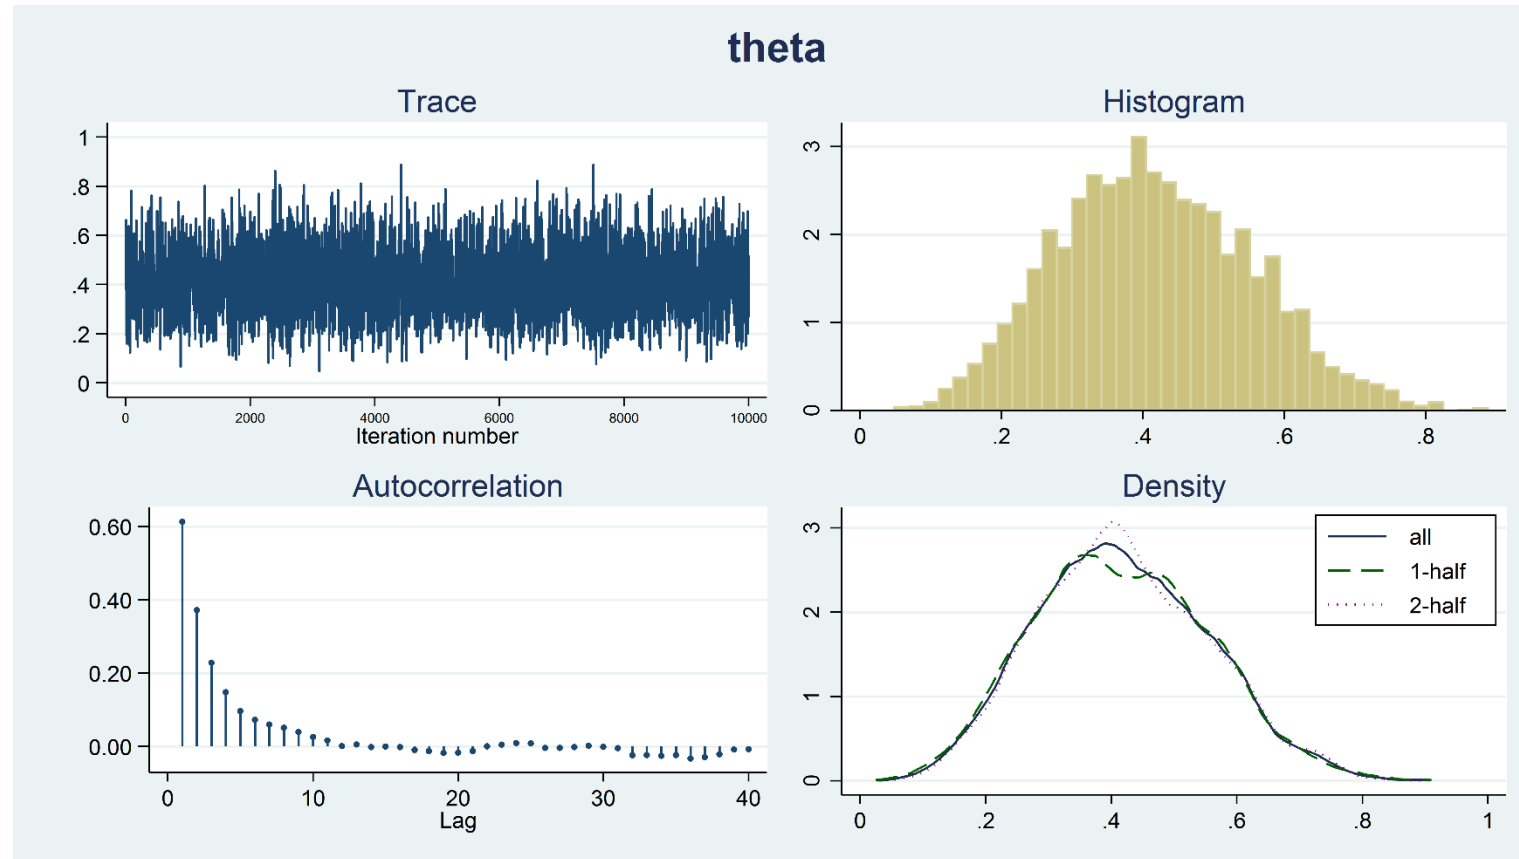 theta
Trace
1
.8
.6
.4
.2
0
0 2000 4000 6000 8000 10000
Iteration number
Histogram
3
2
1
0
0 .2 .4 .6 .8
Autocorrelation
0.60
0.40
0.20
0.00
0 10 20 30 40
Lag
Density
3
2
1
0
0 .2 .4 .6 .8 1
all
1-half
2-half